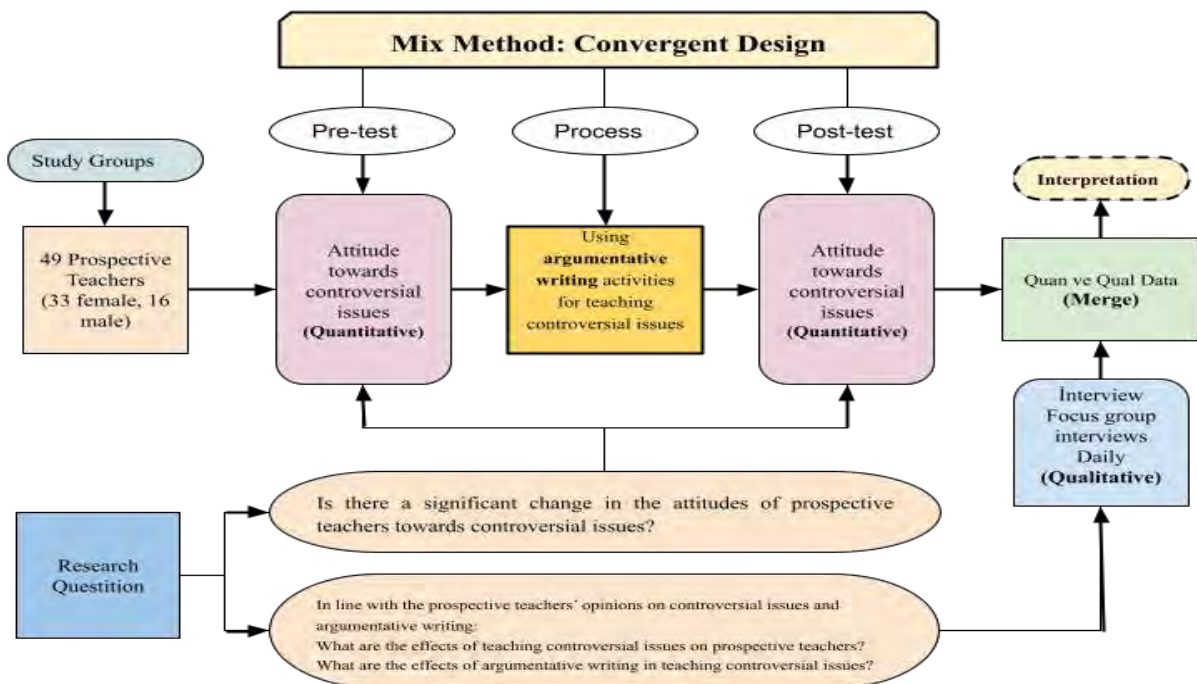 Mix Method: Convergent Design
Pre-test
Process
Post-test
Study Groups
49 Prospective
Teachers
(33 female, 16
male)
Attitude
towards
controversial
issues
(Quantitative)
Using
argumentative
writing activities
for teaching
controversial issues
Attitude
towards
controversial
issues
(Quantitative)
Interpretation
Quan ve Qual Data
(Merge)
İnterview
Focus group
interviews
Daily
(Qualitative)
Research
Questition
Is there a significant change in the attitudes of prospective
teachers towards controversial issues?
In line with the prospective teachers' opinions on controversial issues and
argumentative writing:
What are the effects of teaching controversial issues on prospective teachers?
What are the effects of argumentative writing in teaching controversial issues?